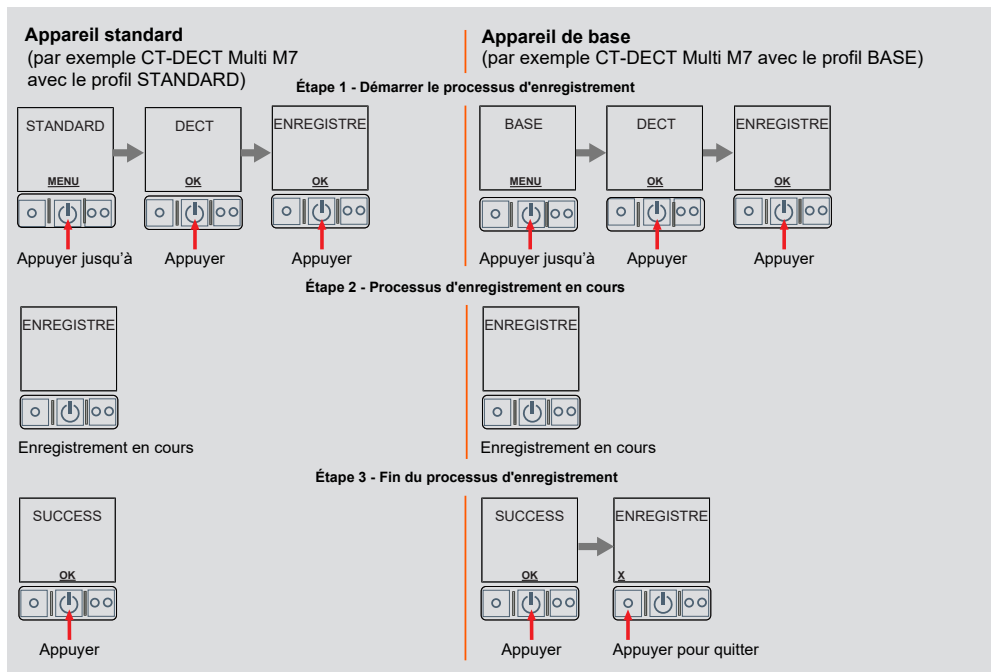 Appareil standard
(par exemple CT-DECT Multi M7
avec le profil STANDARD)
Appareil de base
(par exemple CT-DECT Multi M7 avec le profil BASE)
Étape 1 - Démarrer le processus d'enregistrement
STANDARD
MENU
DECT
OK
ENREGISTRE
OK
BASE
MENU
DECT
OK
ENREGISTRE
OK
Appuyer jusqu’à
Appuyer
Appuyer
Appuyer jusqu’à
Appuyer
Appuyer
Étape 2 - Processus d'enregistrement en cours
ENREGISTRE
ENREGISTRE
Enregistrement en cours
Enregistrement en cours
Étape 3 - Fin du processus d'enregistrement
SUCCESS
OK
SUCCESS
OK
ENREGISTRE
X
Appuyer
Appuyer
Appuyer pour quitter